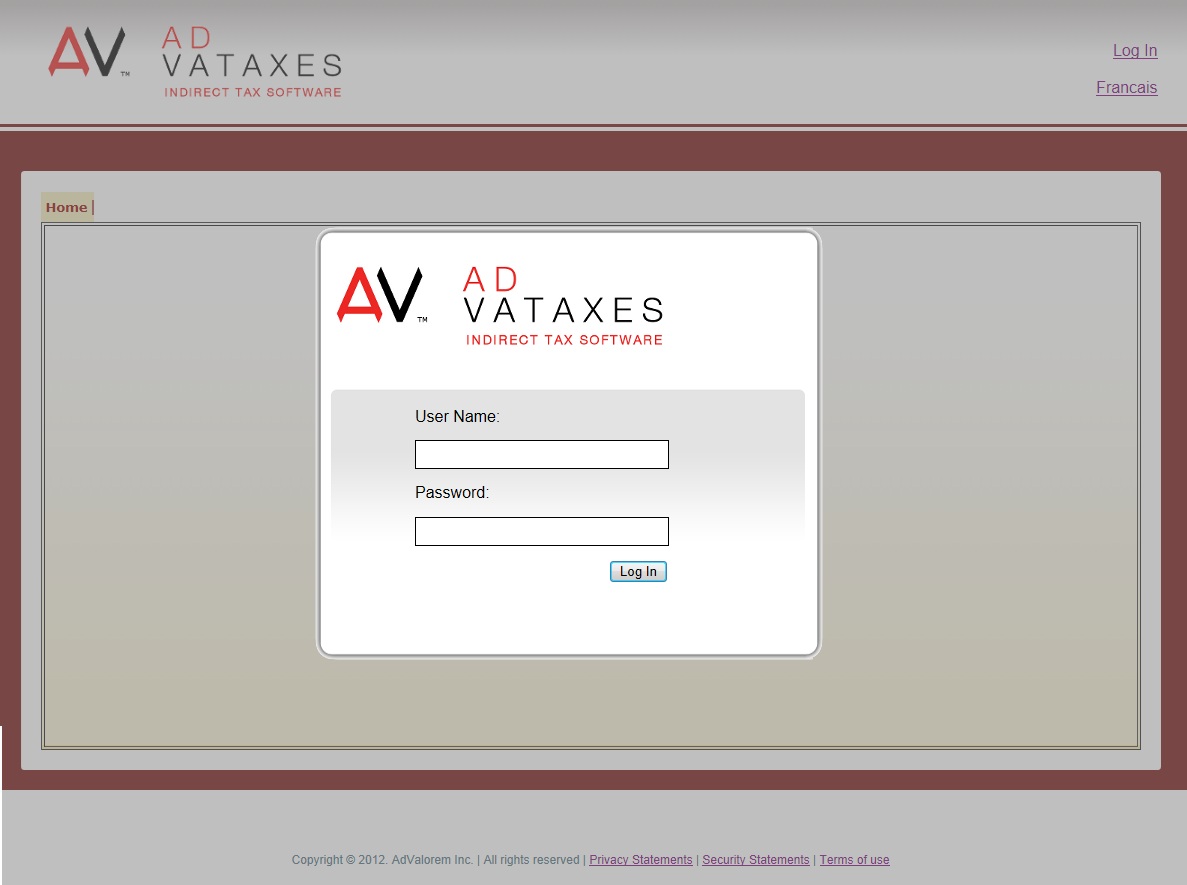 AV™
AD
VATAXES
INDIRECT TAX SOFTWARE
Log In
Francais
Home |
AV™
AD
VATAXES
INDIRECT TAX SOFTWARE
User Name:
Password:
Log In
Copyright © 2012. AdValorem Inc. | All rights reserved | Privacy Statements | Security Statements | Terms of use